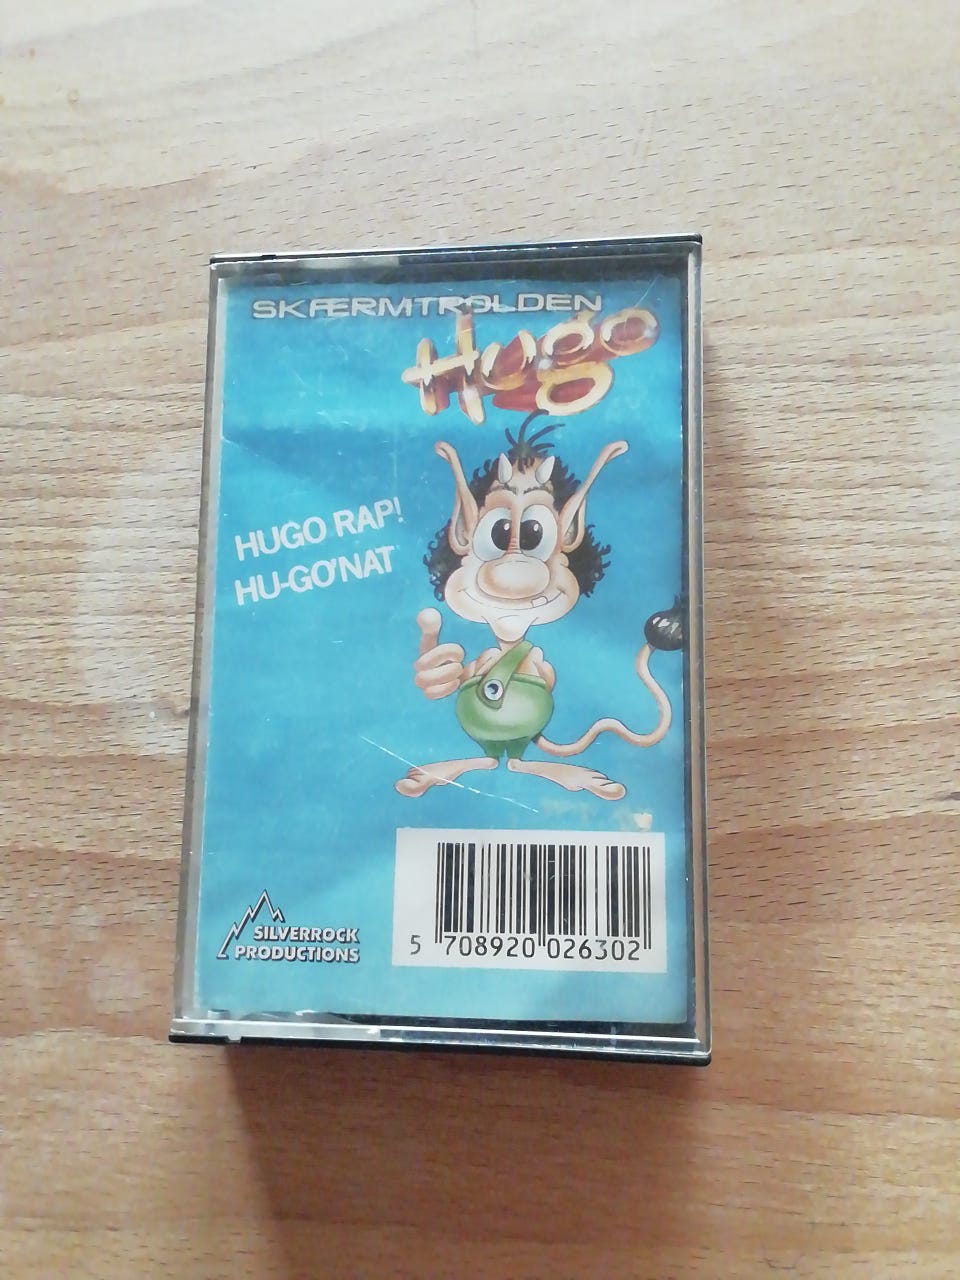 SKÆRMTROLDEN
Hugo
HUGO RAP!
HU-GO'NAT
SILVERROCK
PRODUCTIONS
5 708920 026302